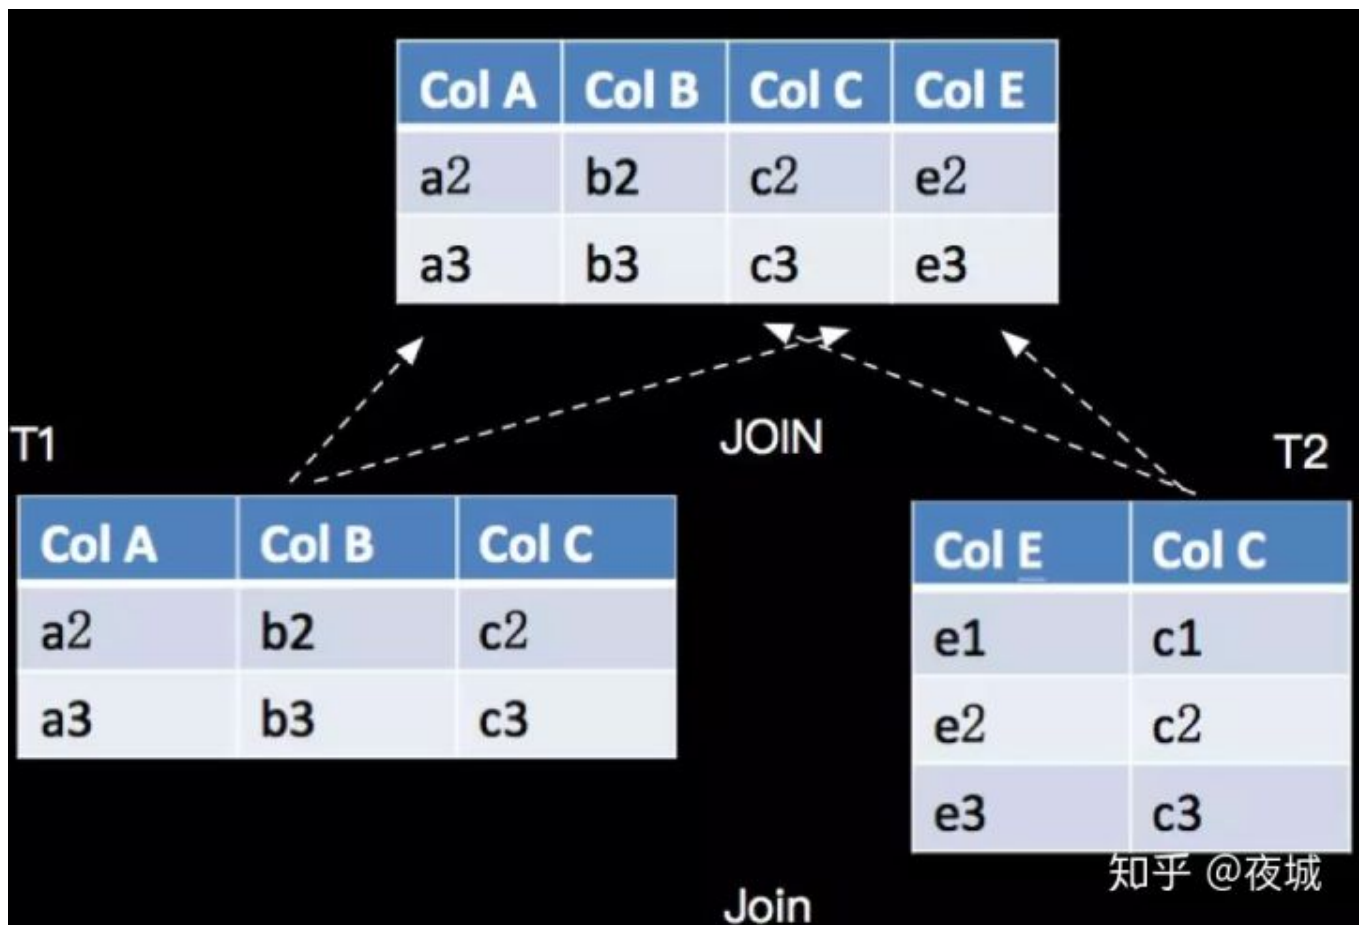 Col A Col B Col C Col E
a2 b2 c2 e2
a3 b3 c3 e3
T1
JOIN
T2
Col A Col B Col C
a2 b2 c2
a3 b3 c3
Col E Col C
e1 c1
e2 c2
e3 c3
知乎 @夜城
Join